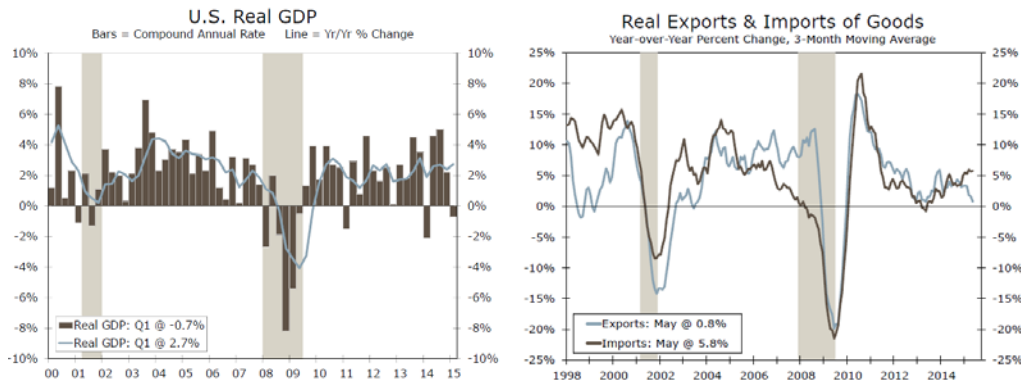 U.S. Real GDP
Bars = Compound Annual Rate Line = Yr/Yr % Change
10% 10%
8% 8%
6% 6%
4% 4%
2% 2%
0% 0%
-2% -2%
-4% -4%
-6% -6%
-8% -8%
-10% -10%
Real GDP: Q1 @ -0.7%
Real GDP: Q1 @ 2.7%
00 01 02 03 04 05 06 07 08 09 10 11 12 13 14 15
Real Exports & Imports of Goods
Year-over-Year Percent Change, 3-Month Moving Average
25% 25%
20% 20%
15% 15%
10% 10%
5% 5%
0% 0%
-5% -5%
-10% -10%
-15% -15%
-20% -20%
-25% -25%
Exports: May @ 0.8%
Imports: May @ 5.8%
1998 2000 2002 2004 2006 2008 2010 2012 2014